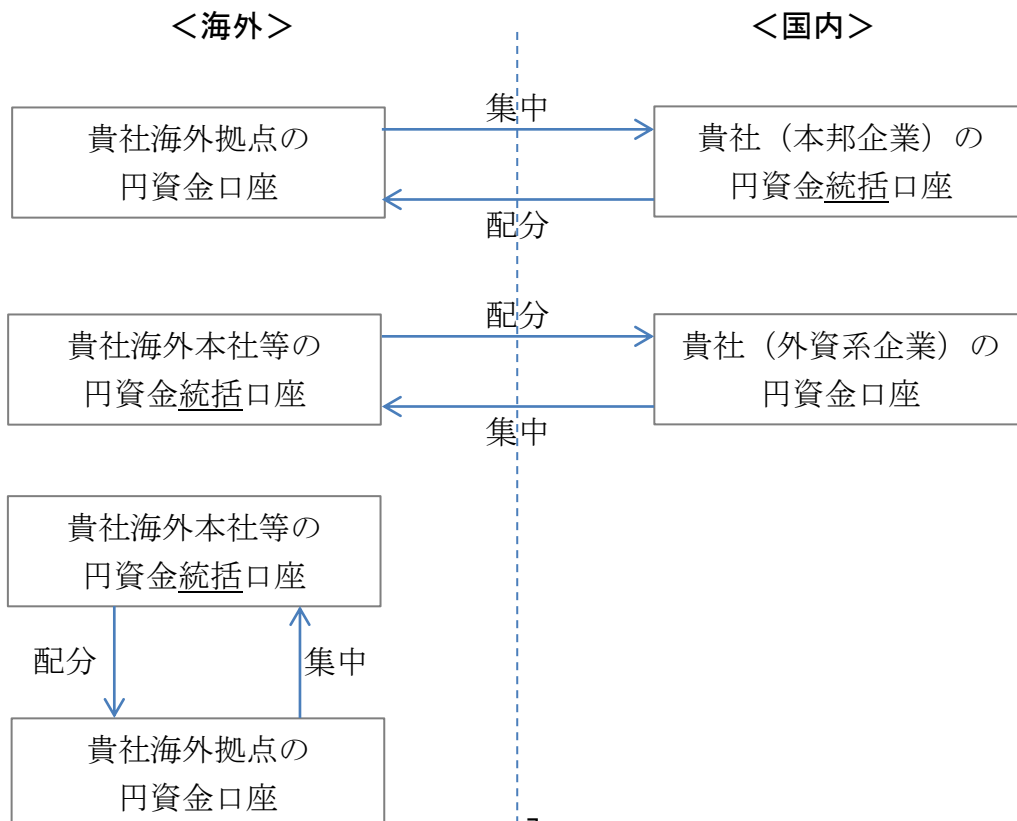 ＜海外＞
＜国内＞
集中
貴社海外拠点の
円資金口座
貴社（本邦企業）の
円資金統括口座
配分
配分
貴社海外本社等の
円資金統括口座
貴社（外資系企業）の
円資金口座
集中
貴社海外本社等の
円資金統括口座
配分
集中
貴社海外拠点の
円資金口座